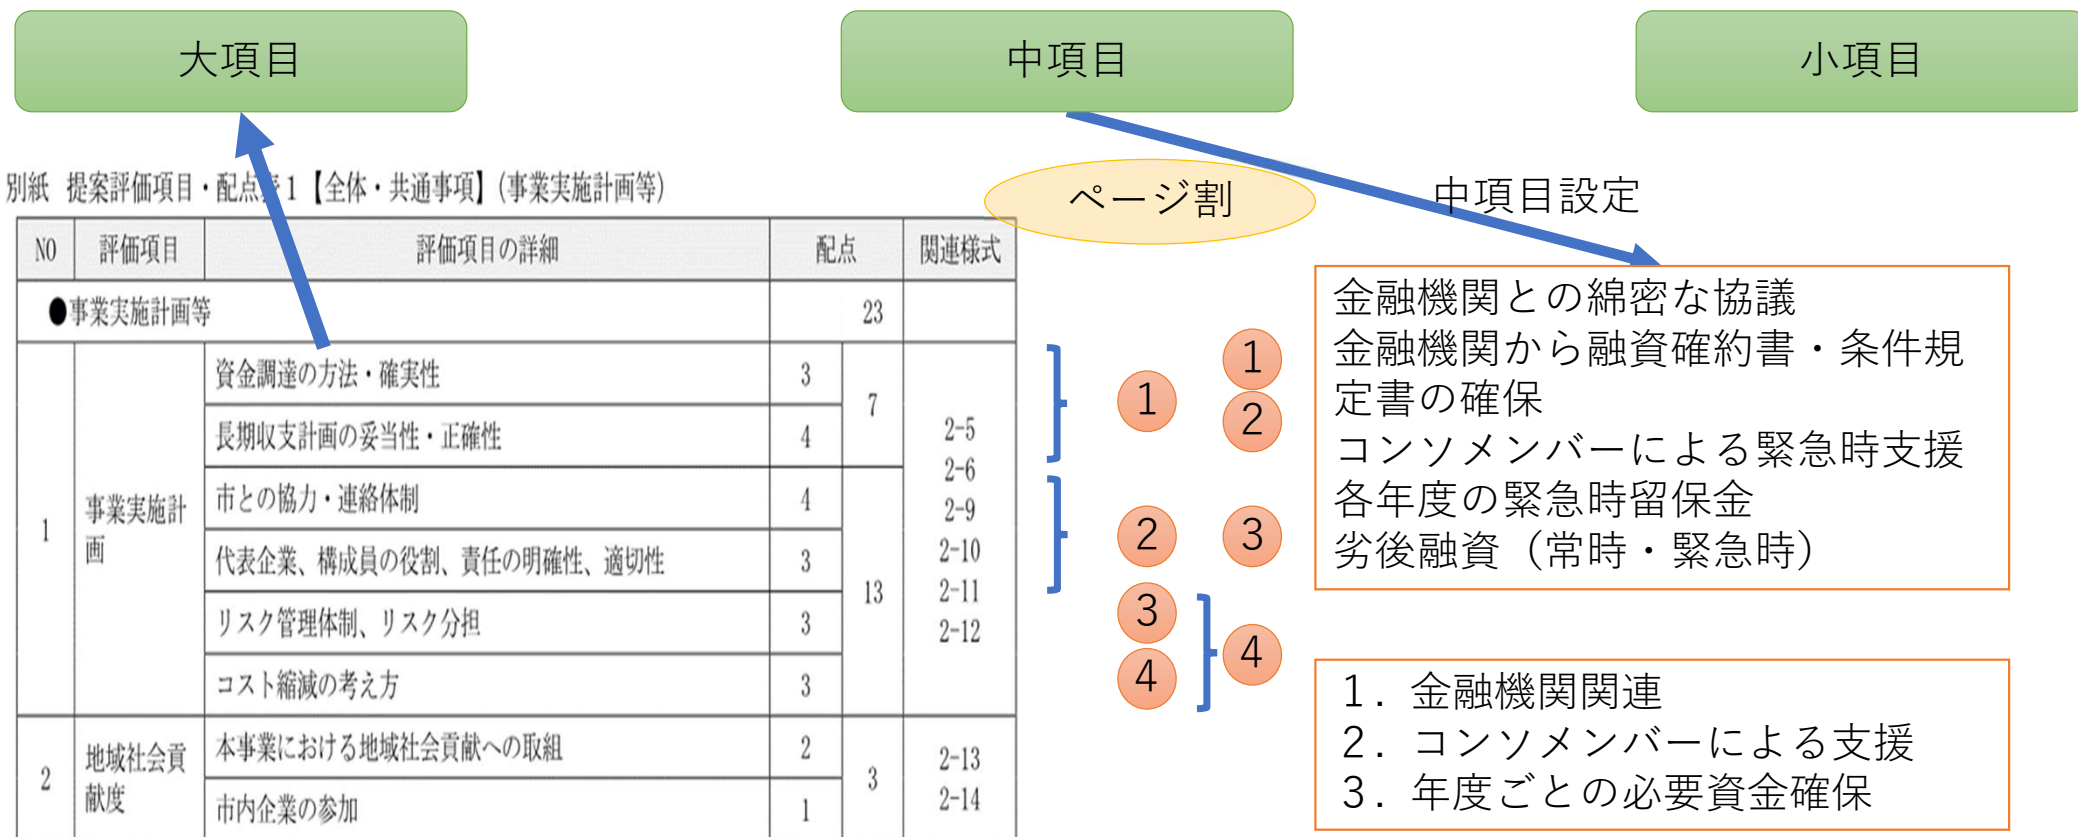 大項目
中項目
小項目
別紙 提案評価項目・配点表1【全体・共通事項】(事業実施計画等)
ページ割
中項目設定
NO 評価項目 評価項目の詳細 配点 関連様式
●事業実施計画等 23
1 事業実施計画
資金調達の方法・確実性 3
長期収支計画の妥当性・正確性 4
7
市との協力・連絡体制 4
代表企業、構成員の役割、責任の明確性、適切性 3
リスク管理体制、リスク分担 3
コスト縮減の考え方 3
13
2-5
2-6
2-9
2-10
2-11
2-12
2 地域社会貢献度
本事業における地域社会貢献への取組 2
市内企業の参加 1
3
2-13
2-14
1
2
3
4
1
2
3
4
金融機関との綿密な協議
金融機関から融資確約書・条件規
定書の確保
コンソメンバーによる緊急時支援
各年度の緊急時留保金
劣後融資（常時・緊急時）
1．金融機関関連
2．コンソメンバーによる支援
3．年度ごとの必要資金確保